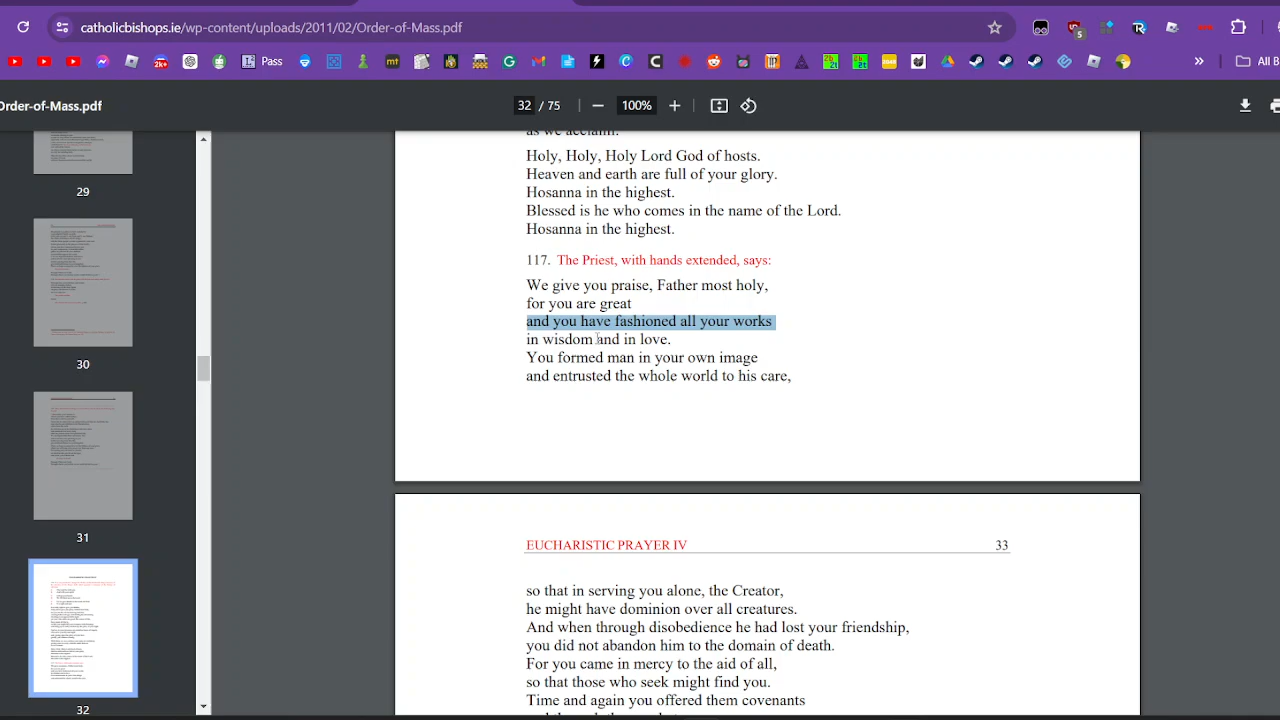 catholicbishops.ie/wp-content/uploads/2011/02/Order-of-Mass.pdf
5
2K+
Pass
mt
All B
Order-of-Mass.pdf
32 / 75
100%
29
30
31
32
as we acclaim:
Holy, Holy, Holy Lord God of hosts.
Heaven and earth are full of your glory.
Hosanna in the highest.
Blessed is he who comes in the name of the Lord.
Hosanna in the highest.
117. The Priest, with hands extended, says:
We give you praise, Father most holy,
for you are great
and you have fashioned all your works
in wisdom and in love.
You formed man in your own image
and entrusted the whole world to his care,
EUCHARISTIC PRAYER IV 33
so that in serving you alone, the Creator,
he might have dominion over all creatures.
And when through disobedience he had lost your friendship,
you did not abandon him to the domain of death.
For you came in mercy to the aid of all,
so that those who seek might find you.
Time and again you offered them covenants